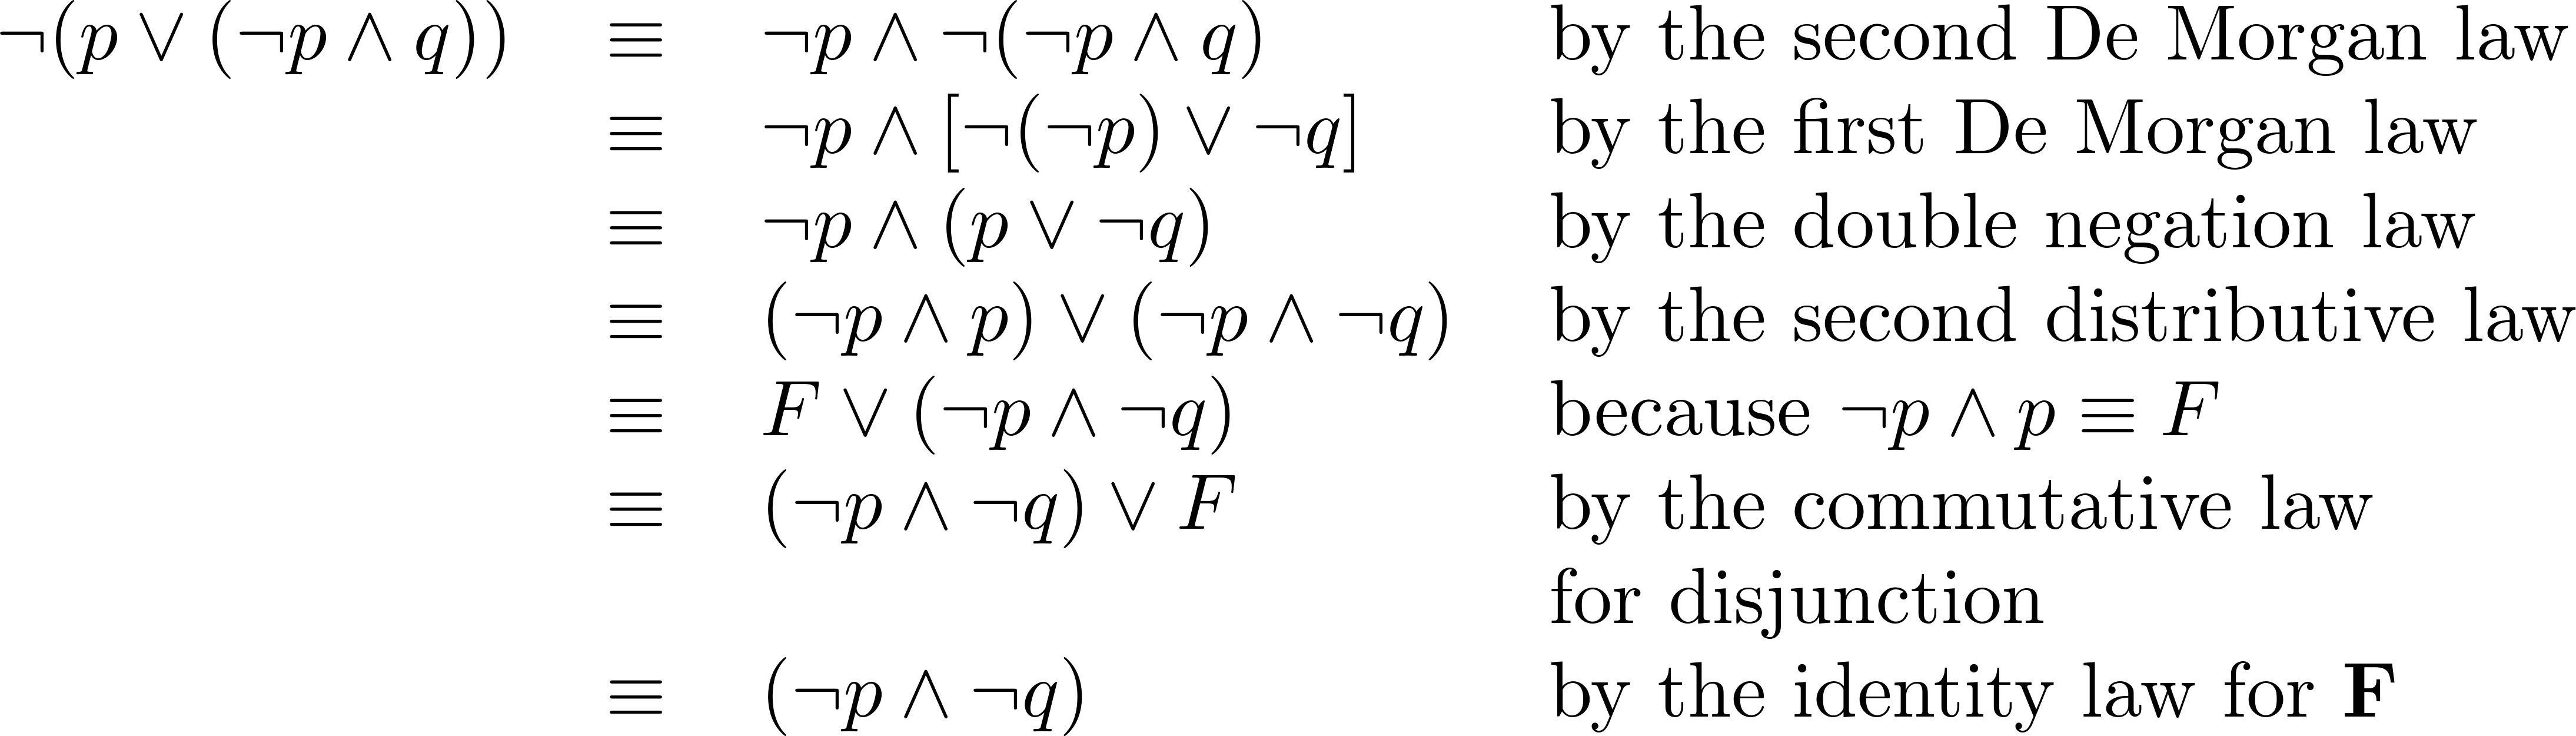 ¬(p ∨ (¬p ∧ q)) ≡ ¬p ∧ ¬(¬p ∧ q) by the second De Morgan law
≡ ¬p ∧ [¬(¬p) ∨ ¬q] by the first De Morgan law
≡ ¬p ∧ (p ∨ ¬q) by the double negation law
≡ (¬p ∧ p) ∨ (¬p ∧ ¬q) by the second distributive law
≡ F ∨ (¬p ∧ ¬q) because ¬p ∧ p ≡ F
≡ (¬p ∧ ¬q) ∨ F by the commutative law
for disjunction
≡ (¬p ∧ ¬q) by the identity law for F